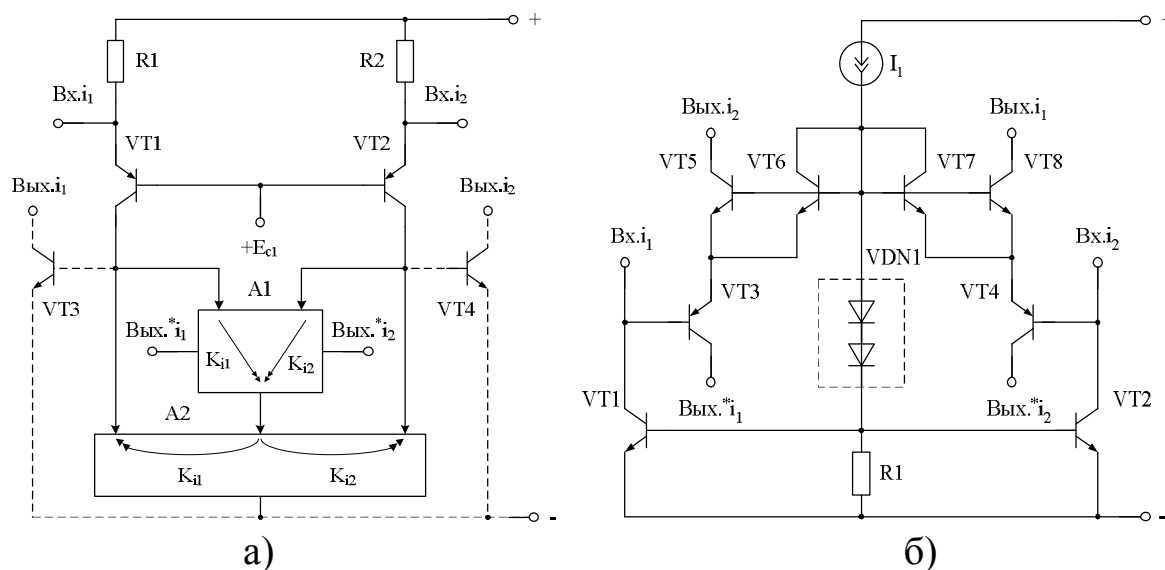 +
R1
R2
Вх.i₁
Вх.i₂
VT1
VT2
Вых.i₁
Вых.i₂
+Ec1
VT3
VT4
A1
Вых.*i₁
Ki1
Ki2
Вых.*i₂
A2
Ki1
Ki2
-
а)
+
I₁
Вых.i₂
Вых.i₁
VT5
VT6
VT7
VT8
Вх.i₁
Вх.i₂
VDN1
VT3
VT4
Вых.*i₁
Вых.*i₂
VT1
VT2
R1
-
б)